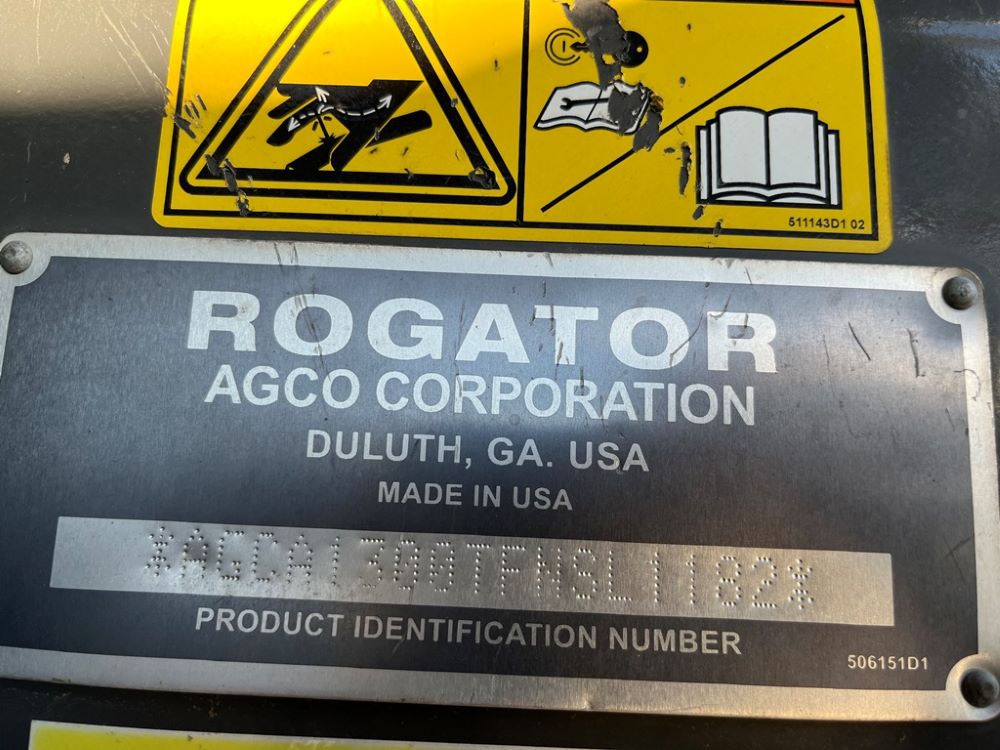 511143D1 02
ROGATOR
AGCO CORPORATION
DULUTH, GA. USA
MADE IN USA
*AGCA1300TFNSL1182*
PRODUCT IDENTIFICATION NUMBER
506151D1